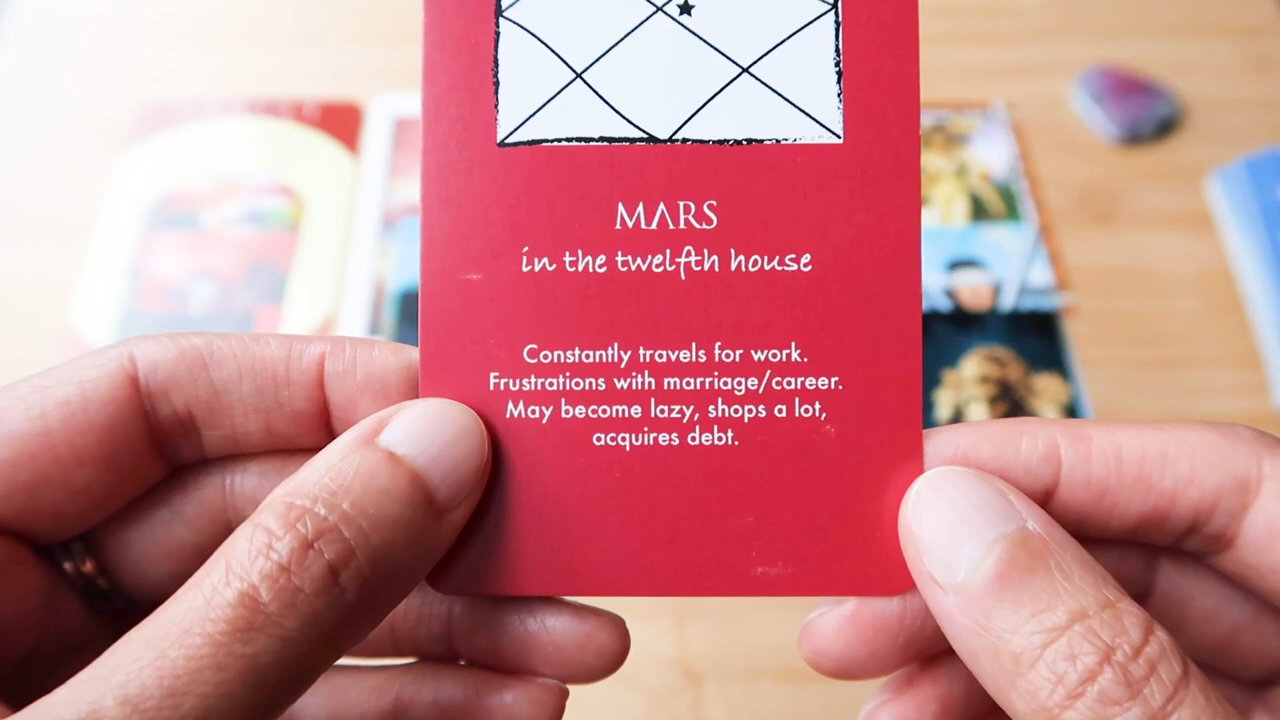 MARS
in the twelfth house
Constantly travels for work.
Frustrations with marriage/career.
May become lazy, shops a lot,
acquires debt.